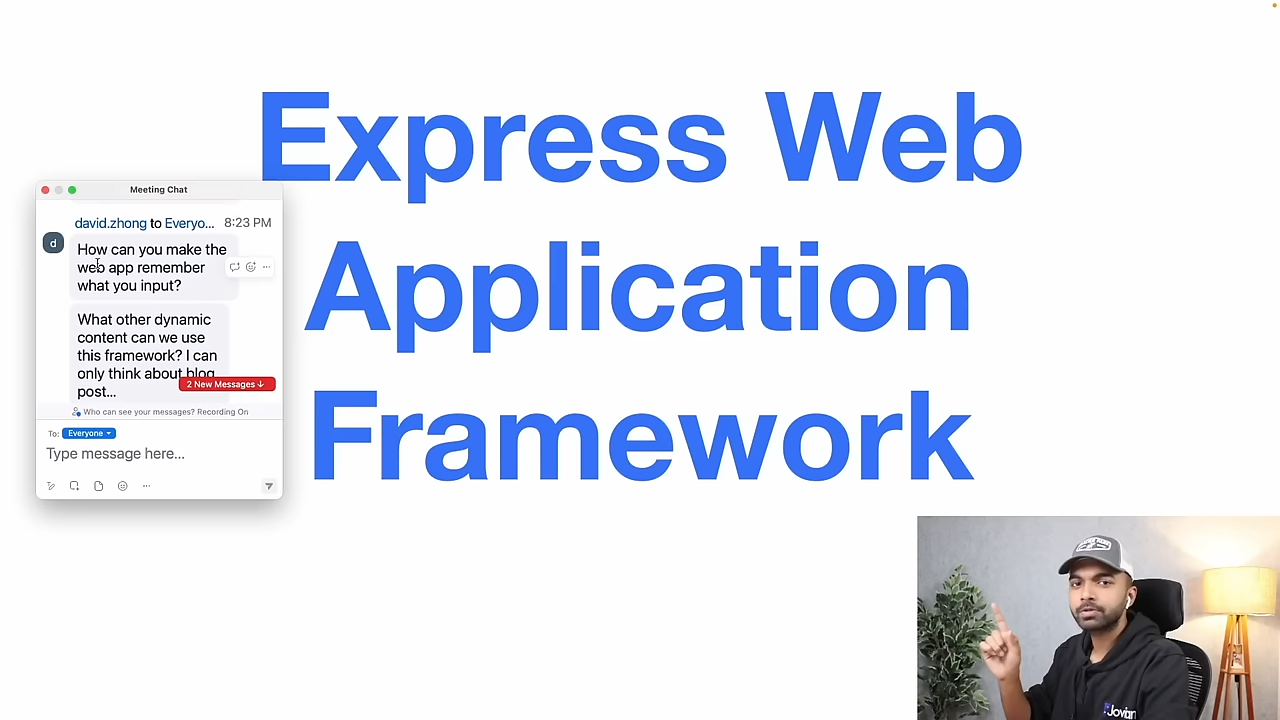 Express Web
Application
Framework
Meeting Chat
david.zhong to Everyo... 8:23 PM
d
How can you make the
web app remember
what you input?
What other dynamic
content can we use
this framework? I can
only think about blog
post...
2 New Messages ↓
Who can see your messages? Recording On
To: Everyone
Type message here...
Jovian